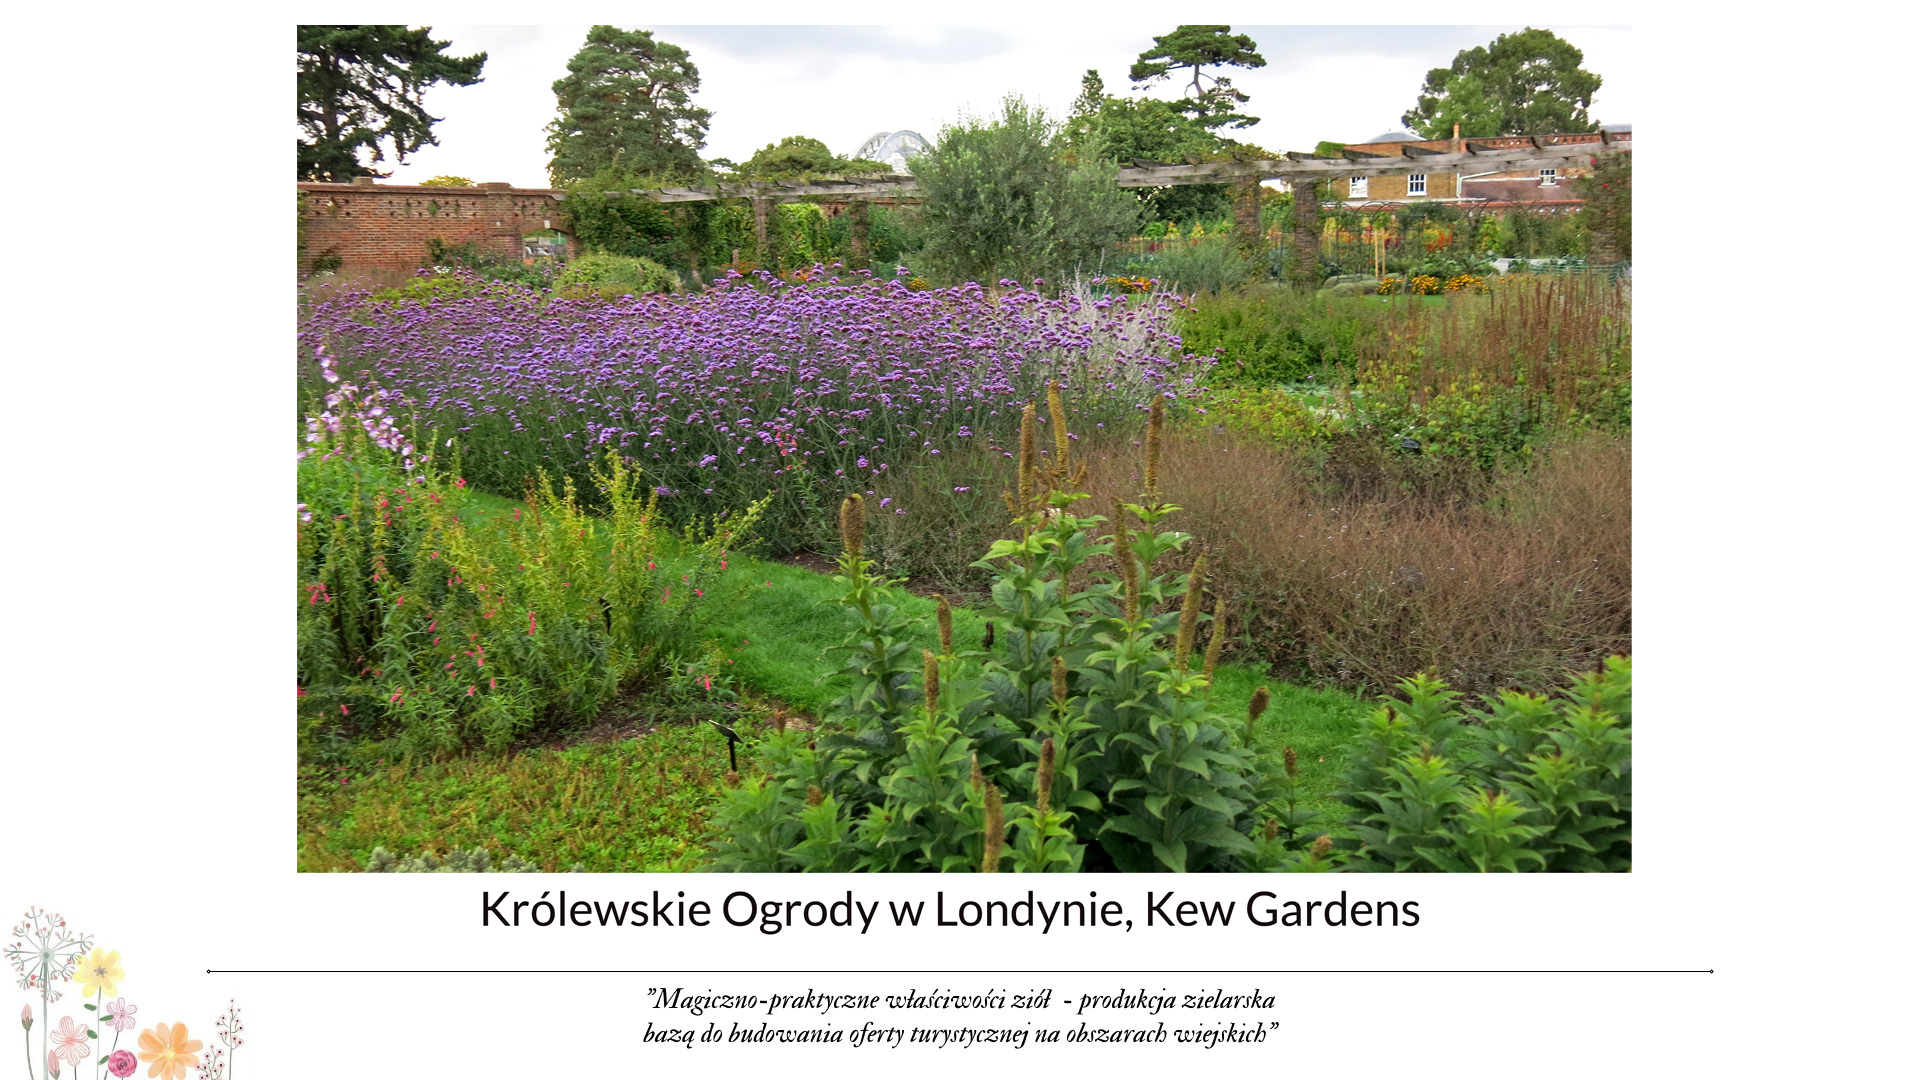 Królewskie Ogrody w Londynie, Kew Gardens
”Magiczno-praktyczne właściwości ziół - produkcja zielarska
bazą do budowania oferty turystycznej na obszarach wiejskich”